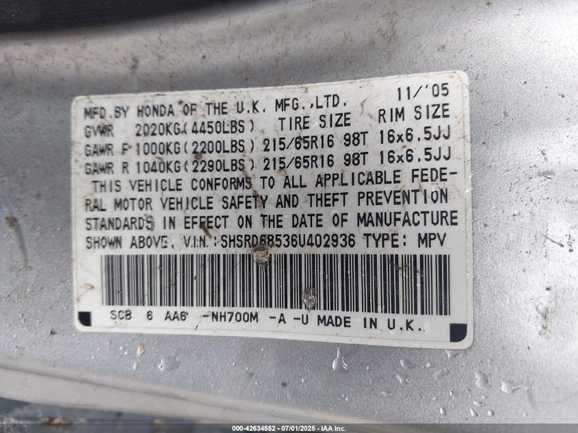 MFD.BY HONDA OF THE U.K. MFG.,LTD. 11/'05
GVWR 2020KG(4450LBS) TIRE SIZE RIM SIZE
GAWR F 1000KG(2200LBS) 215/65R16 98T 16x6.5JJ
GAWR R 1040KG(2290LBS) 215/65R16 98T 16x6.5JJ
THIS VEHICLE CONFORMS TO ALL APPLICABLE FEDE-
RAL MOTOR VEHICLE SAFETY AND THEFT PREVENTION
STANDARDS IN EFFECT ON THE DATE OF MANUFACTURE
SHOWN ABOVE. V.I.N.: SHSRD68536U402936 TYPE: MPV
SCB 6 AA6 -NH700M -A -U MADE IN U.K.
000-42634552 - 07/01/2025 - IAA Inc.